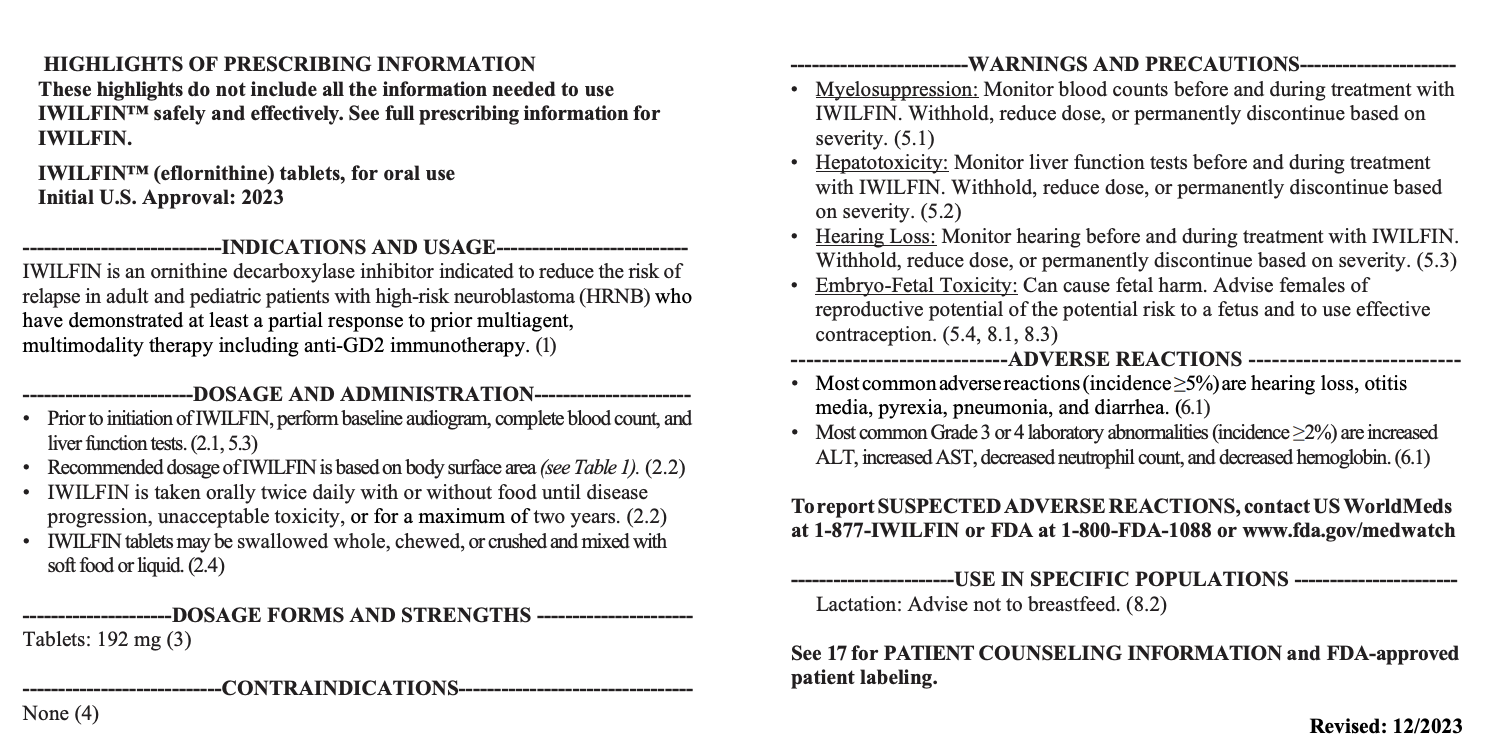 HIGHLIGHTS OF PRESCRIBING INFORMATION
These highlights do not include all the information needed to use
IWILFIN™ safely and effectively. See full prescribing information for
IWILFIN.
IWILFIN™ (eflornithine) tablets, for oral use
Initial U.S. Approval: 2023
----------------------------INDICATIONS AND USAGE---------------------------
IWILFIN is an ornithine decarboxylase inhibitor indicated to reduce the risk of
relapse in adult and pediatric patients with high-risk neuroblastoma (HRNB) who
have demonstrated at least a partial response to prior multiagent,
multimodality therapy including anti-GD2 immunotherapy. (1)
------------------------DOSAGE AND ADMINISTRATION----------------------
• Prior to initiation of IWILFIN, perform baseline audiogram, complete blood count, and
liver function tests. (2.1, 5.3)
• Recommended dosage of IWILFIN is based on body surface area (see Table 1). (2.2)
• IWILFIN is taken orally twice daily with or without food until disease
progression, unacceptable toxicity, or for a maximum of two years. (2.2)
• IWILFIN tablets may be swallowed whole, chewed, or crushed and mixed with
soft food or liquid. (2.4)
---------------------DOSAGE FORMS AND STRENGTHS ----------------------
Tablets: 192 mg (3)
----------------------------CONTRAINDICATIONS---------------------------------
None (4)
-------------------------WARNINGS AND PRECAUTIONS----------------------
• Myelosuppression: Monitor blood counts before and during treatment with
IWILFIN. Withhold, reduce dose, or permanently discontinue based on
severity. (5.1)
• Hepatotoxicity: Monitor liver function tests before and during treatment
with IWILFIN. Withhold, reduce dose, or permanently discontinue based
on severity. (5.2)
• Hearing Loss: Monitor hearing before and during treatment with IWILFIN.
Withhold, reduce dose, or permanently discontinue based on severity. (5.3)
• Embryo-Fetal Toxicity: Can cause fetal harm. Advise females of
reproductive potential of the potential risk to a fetus and to use effective
contraception. (5.4, 8.1, 8.3)
----------------------------ADVERSE REACTIONS ---------------------------
• Most common adverse reactions (incidence ≥5%) are hearing loss, otitis
media, pyrexia, pneumonia, and diarrhea. (6.1)
• Most common Grade 3 or 4 laboratory abnormalities (incidence ≥2%) are increased
ALT, increased AST, decreased neutrophil count, and decreased hemoglobin. (6.1)
To report SUSPECTED ADVERSE REACTIONS, contact US WorldMeds
at 1-877-IWILFIN or FDA at 1-800-FDA-1088 or www.fda.gov/medwatch
-----------------------USE IN SPECIFIC POPULATIONS -----------------------
Lactation: Advise not to breastfeed. (8.2)
See 17 for PATIENT COUNSELING INFORMATION and FDA-approved
patient labeling.
Revised: 12/2023